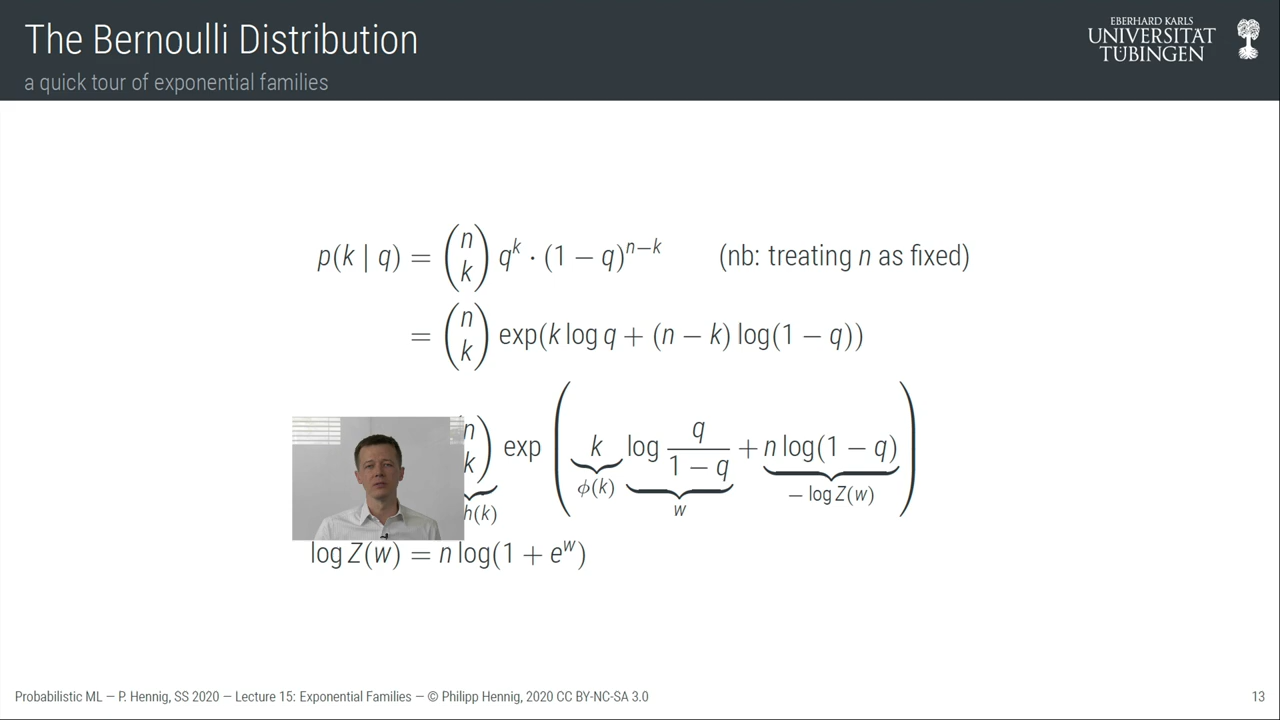 The Bernoulli Distribution
a quick tour of exponential families
EBERHARD KARLS
UNIVERSITÄT
TÜBINGEN
p(k | q) = (n k) q^k · (1 − q)^{n−k} (nb: treating n as fixed)
= (n k) exp(k log q + (n − k) log(1 − q))
n k) exp ( k log q/(1 − q) + n log(1 − q) )
h(k) ϕ(k) w − log Z(w)
log Z(w) = n log(1 + e^w)
Probabilistic ML — P. Hennig, SS 2020 — Lecture 15: Exponential Families — © Philipp Hennig, 2020 CC BY-NC-SA 3.0 13